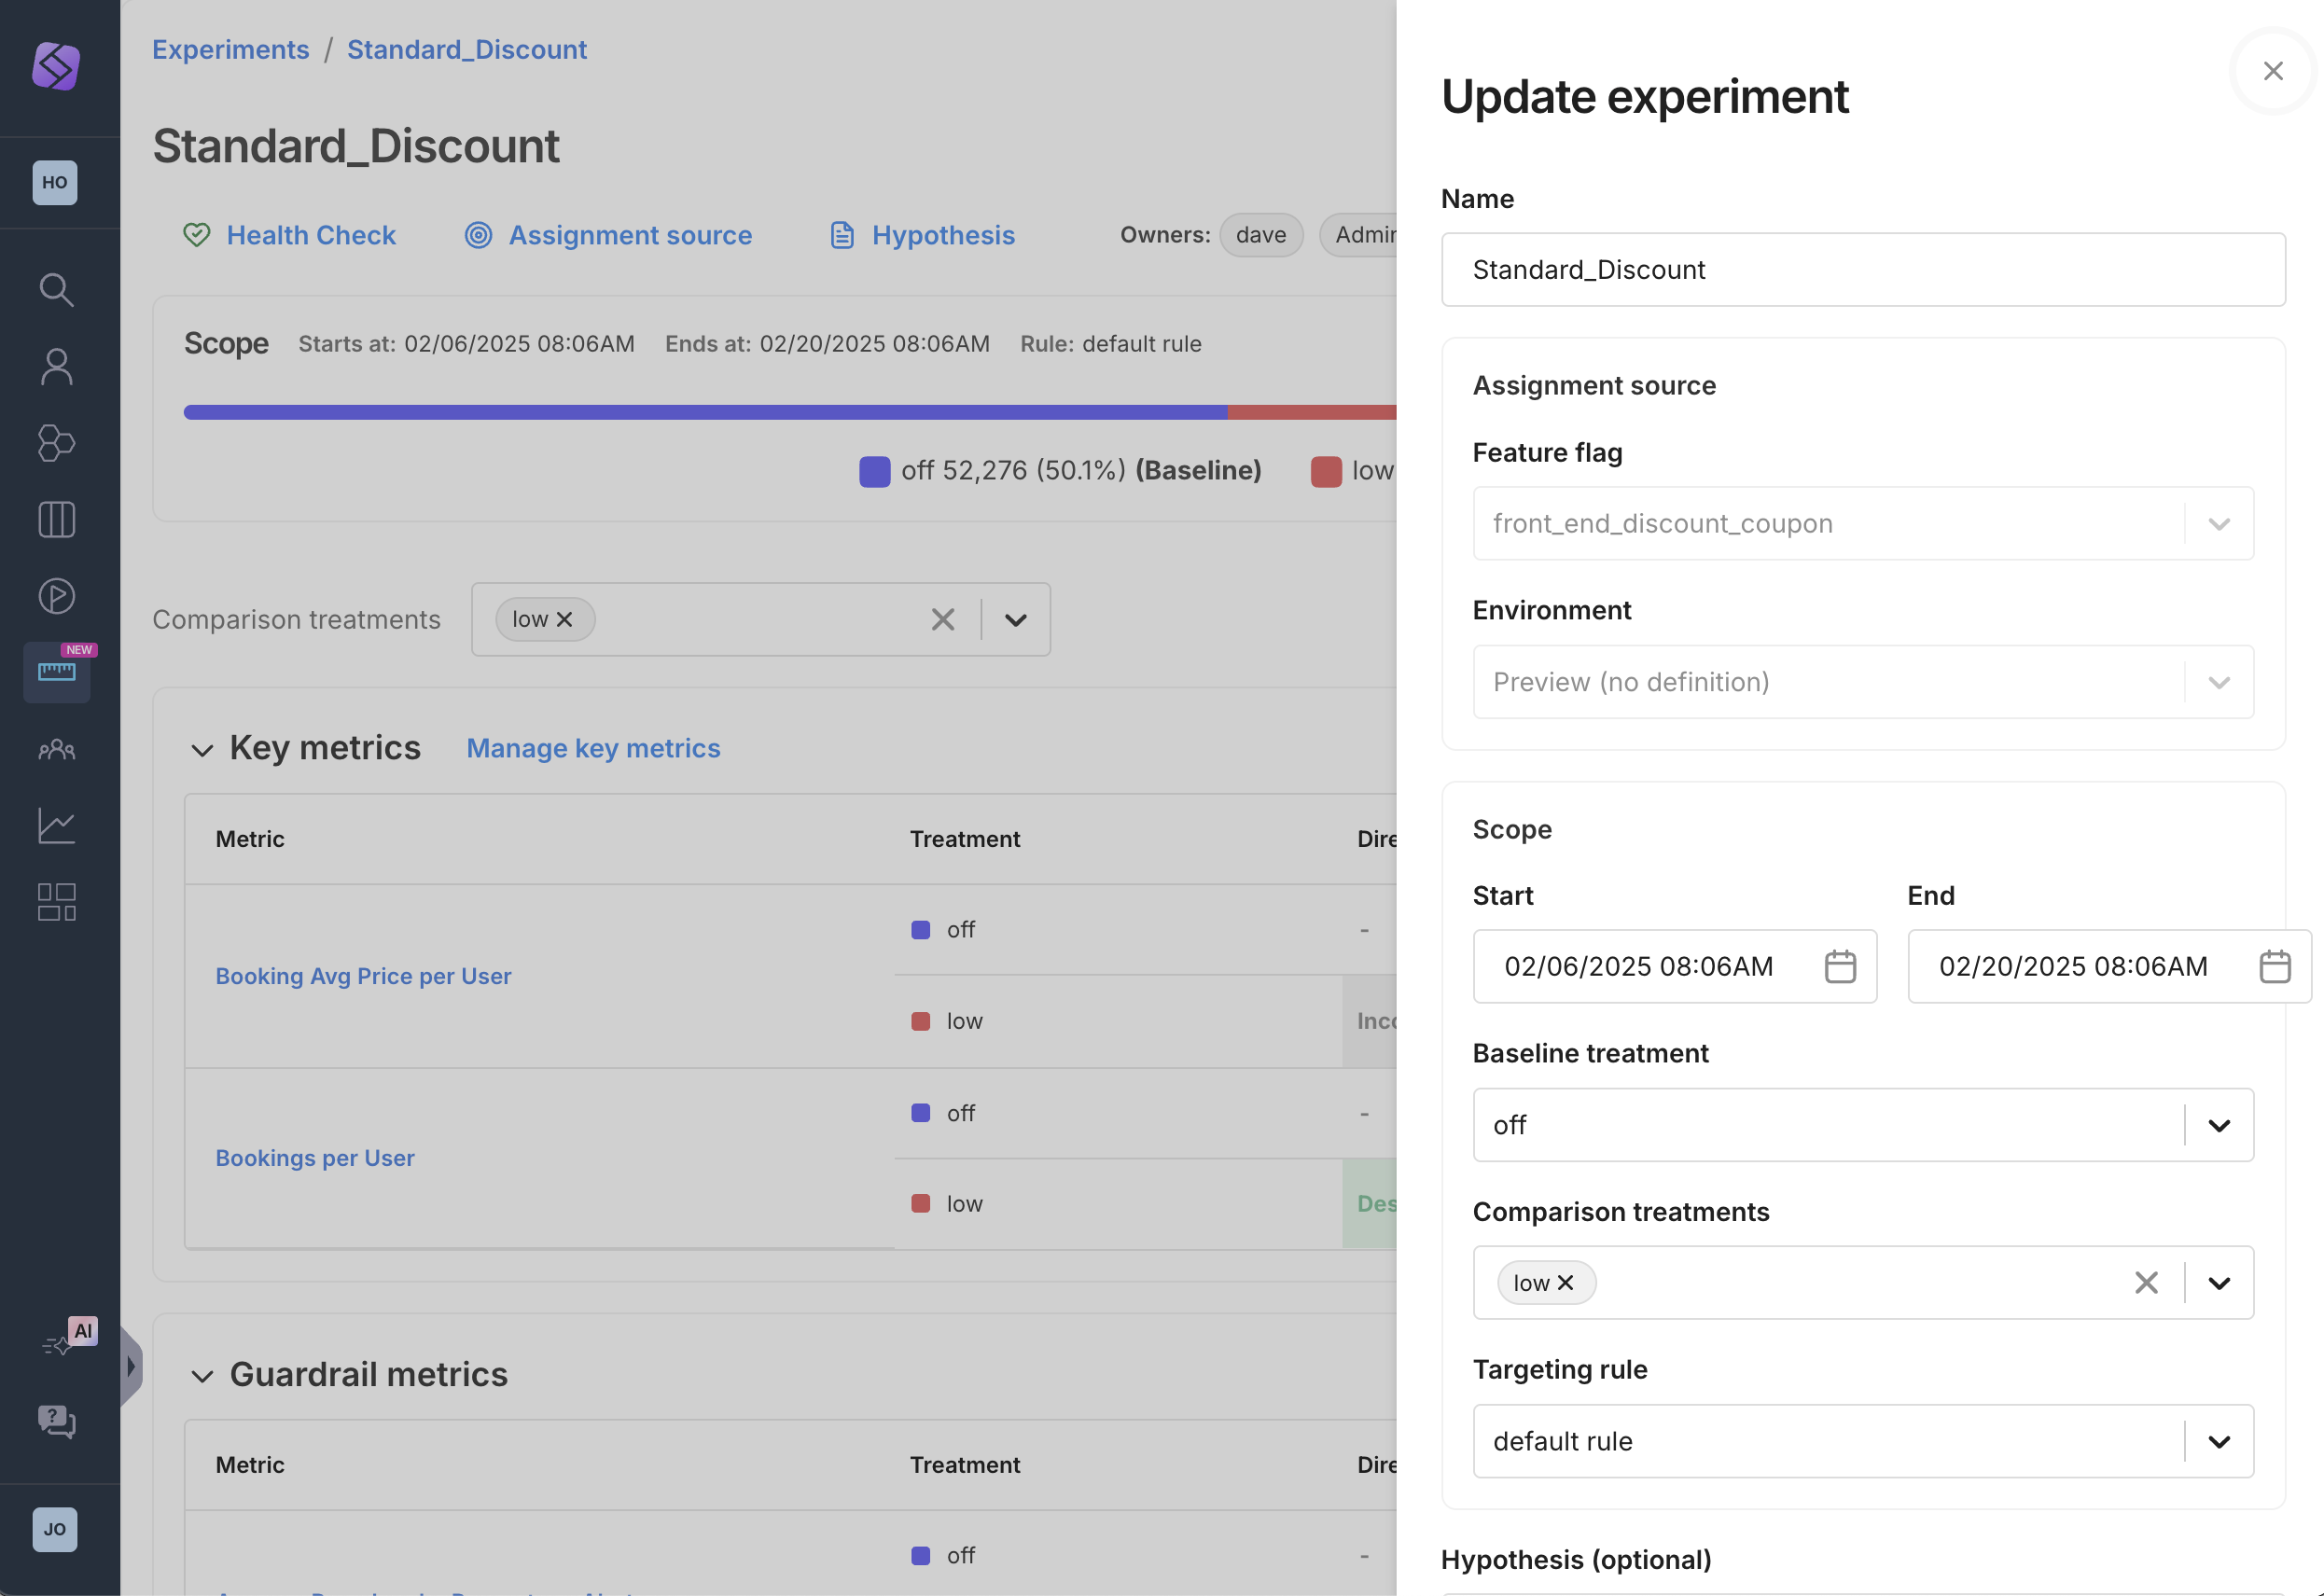 Experiments / Standard_Discount
Standard_Discount
Health Check
Assignment source
Hypothesis
Owners: dave Admin
Scope Starts at: 02/06/2025 08:06AM Ends at: 02/20/2025 08:06AM Rule: default rule
off 52,276 (50.1%) (Baseline) low
Comparison treatments low
Key metrics Manage key metrics
Metric Treatment Dire
off -
Booking Avg Price per User
low Inco
off -
Bookings per User
low Des
Guardrail metrics
Metric Treatment Dire
off -
HO
NEW
AI
JO
Update experiment
Name
Standard_Discount
Assignment source
Feature flag
front_end_discount_coupon
Environment
Preview (no definition)
Scope
Start End
02/06/2025 08:06AM 02/20/2025 08:06AM
Baseline treatment
off
Comparison treatments
low
Targeting rule
default rule
Hypothesis (optional)